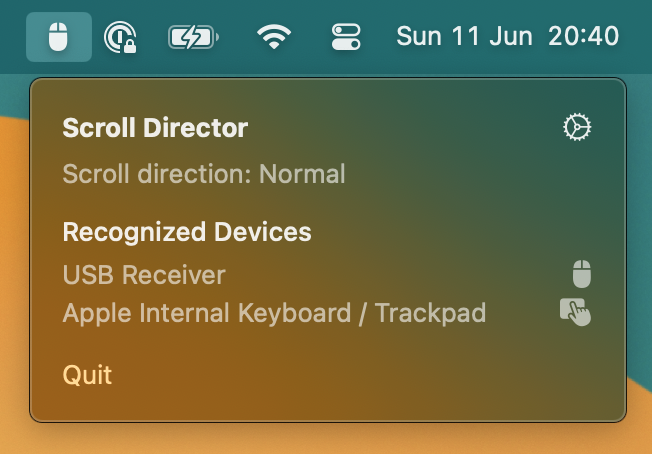 Sun 11 Jun 20:40
Scroll Director
Scroll direction: Normal
Recognized Devices
USB Receiver
Apple Internal Keyboard / Trackpad
Quit